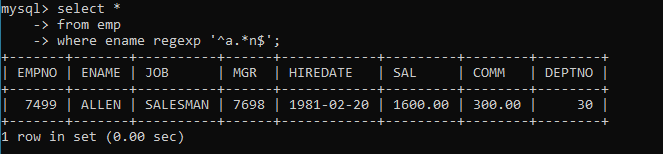 mysql> select *
    -> from emp
    -> where ename regexp '^a.*n$';
+-------+-------+----------+------+------------+---------+--------+--------+
| EMPNO | ENAME | JOB      | MGR  | HIREDATE   | SAL     | COMM   | DEPTNO |
+-------+-------+----------+------+------------+---------+--------+--------+
|  7499 | ALLEN | SALESMAN | 7698 | 1981-02-20 | 1600.00 | 300.00 |     30 |
+-------+-------+----------+------+------------+---------+--------+--------+
1 row in set (0.00 sec)